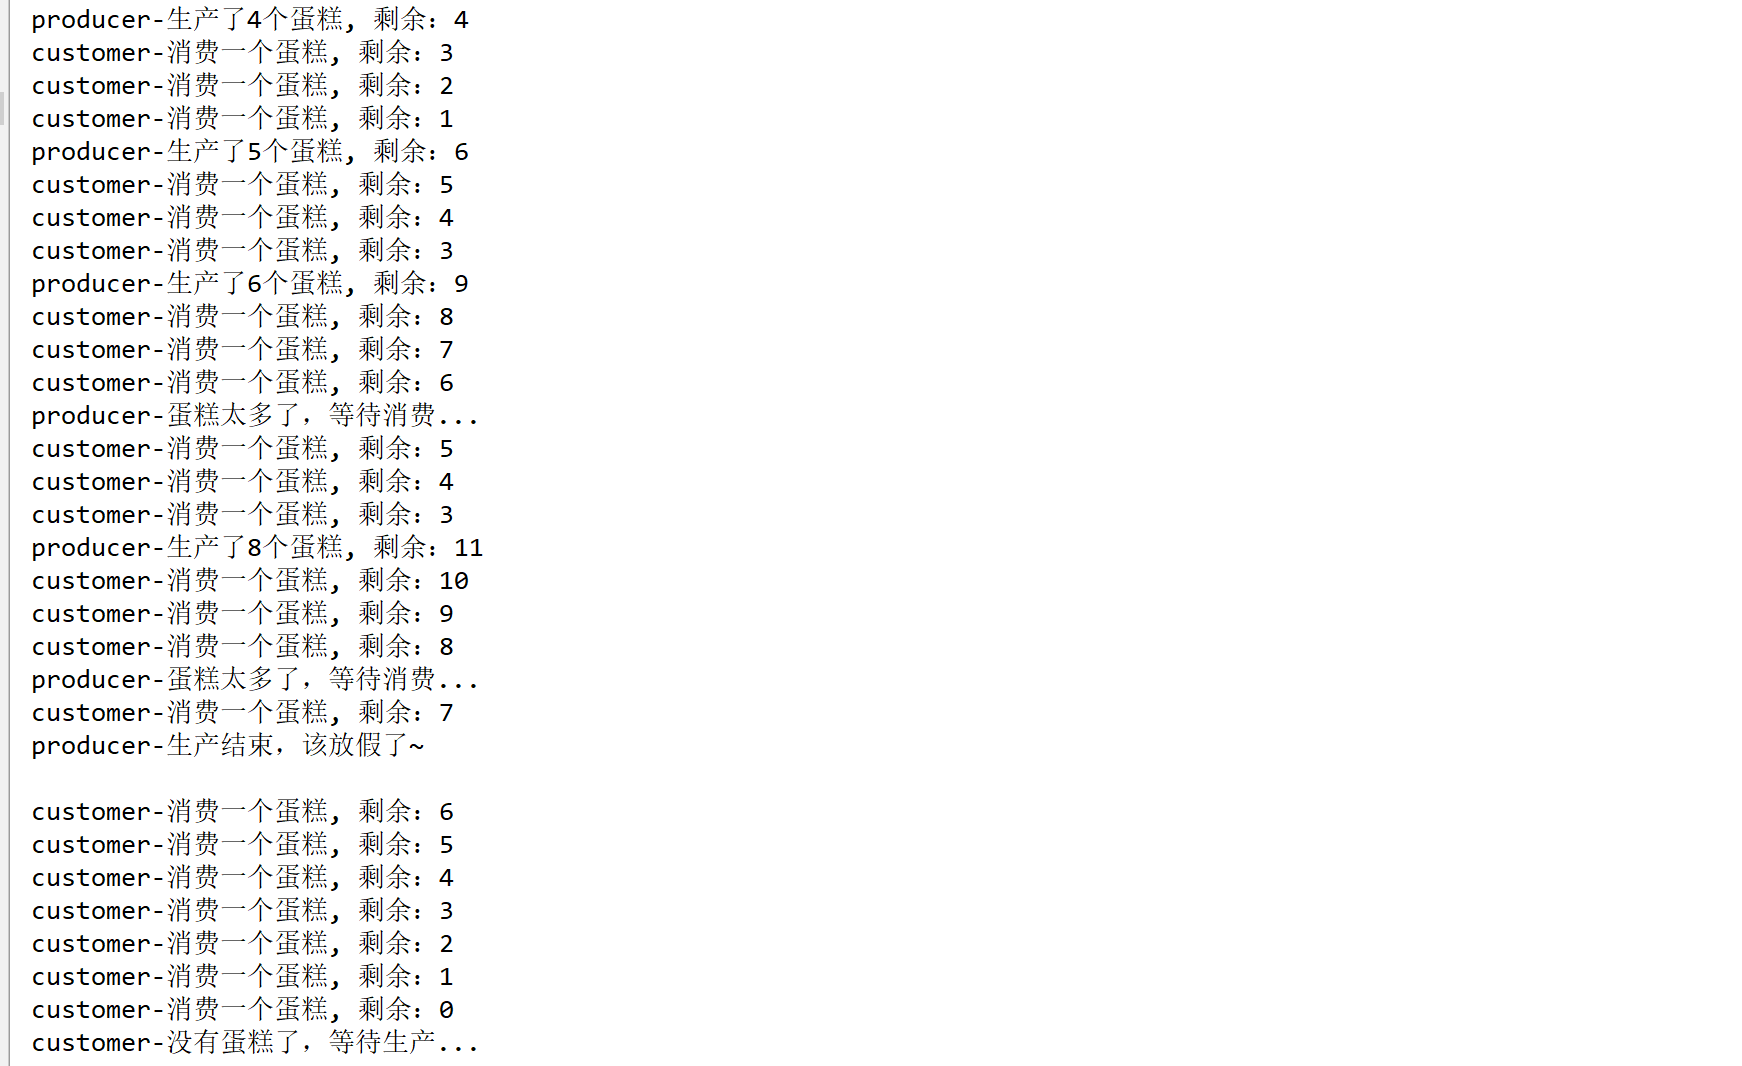 producer-生产了4个蛋糕, 剩余：4
customer-消费一个蛋糕, 剩余：3
customer-消费一个蛋糕, 剩余：2
customer-消费一个蛋糕, 剩余：1
producer-生产了5个蛋糕, 剩余：6
customer-消费一个蛋糕, 剩余：5
customer-消费一个蛋糕, 剩余：4
customer-消费一个蛋糕, 剩余：3
producer-生产了6个蛋糕, 剩余：9
customer-消费一个蛋糕, 剩余：8
customer-消费一个蛋糕, 剩余：7
customer-消费一个蛋糕, 剩余：6
producer-蛋糕太多了，等待消费...
customer-消费一个蛋糕, 剩余：5
customer-消费一个蛋糕, 剩余：4
customer-消费一个蛋糕, 剩余：3
producer-生产了8个蛋糕, 剩余：11
customer-消费一个蛋糕, 剩余：10
customer-消费一个蛋糕, 剩余：9
customer-消费一个蛋糕, 剩余：8
producer-蛋糕太多了，等待消费...
customer-消费一个蛋糕, 剩余：7
producer-生产结束，该放假了~
customer-消费一个蛋糕, 剩余：6
customer-消费一个蛋糕, 剩余：5
customer-消费一个蛋糕, 剩余：4
customer-消费一个蛋糕, 剩余：3
customer-消费一个蛋糕, 剩余：2
customer-消费一个蛋糕, 剩余：1
customer-消费一个蛋糕, 剩余：0
customer-没有蛋糕了，等待生产...